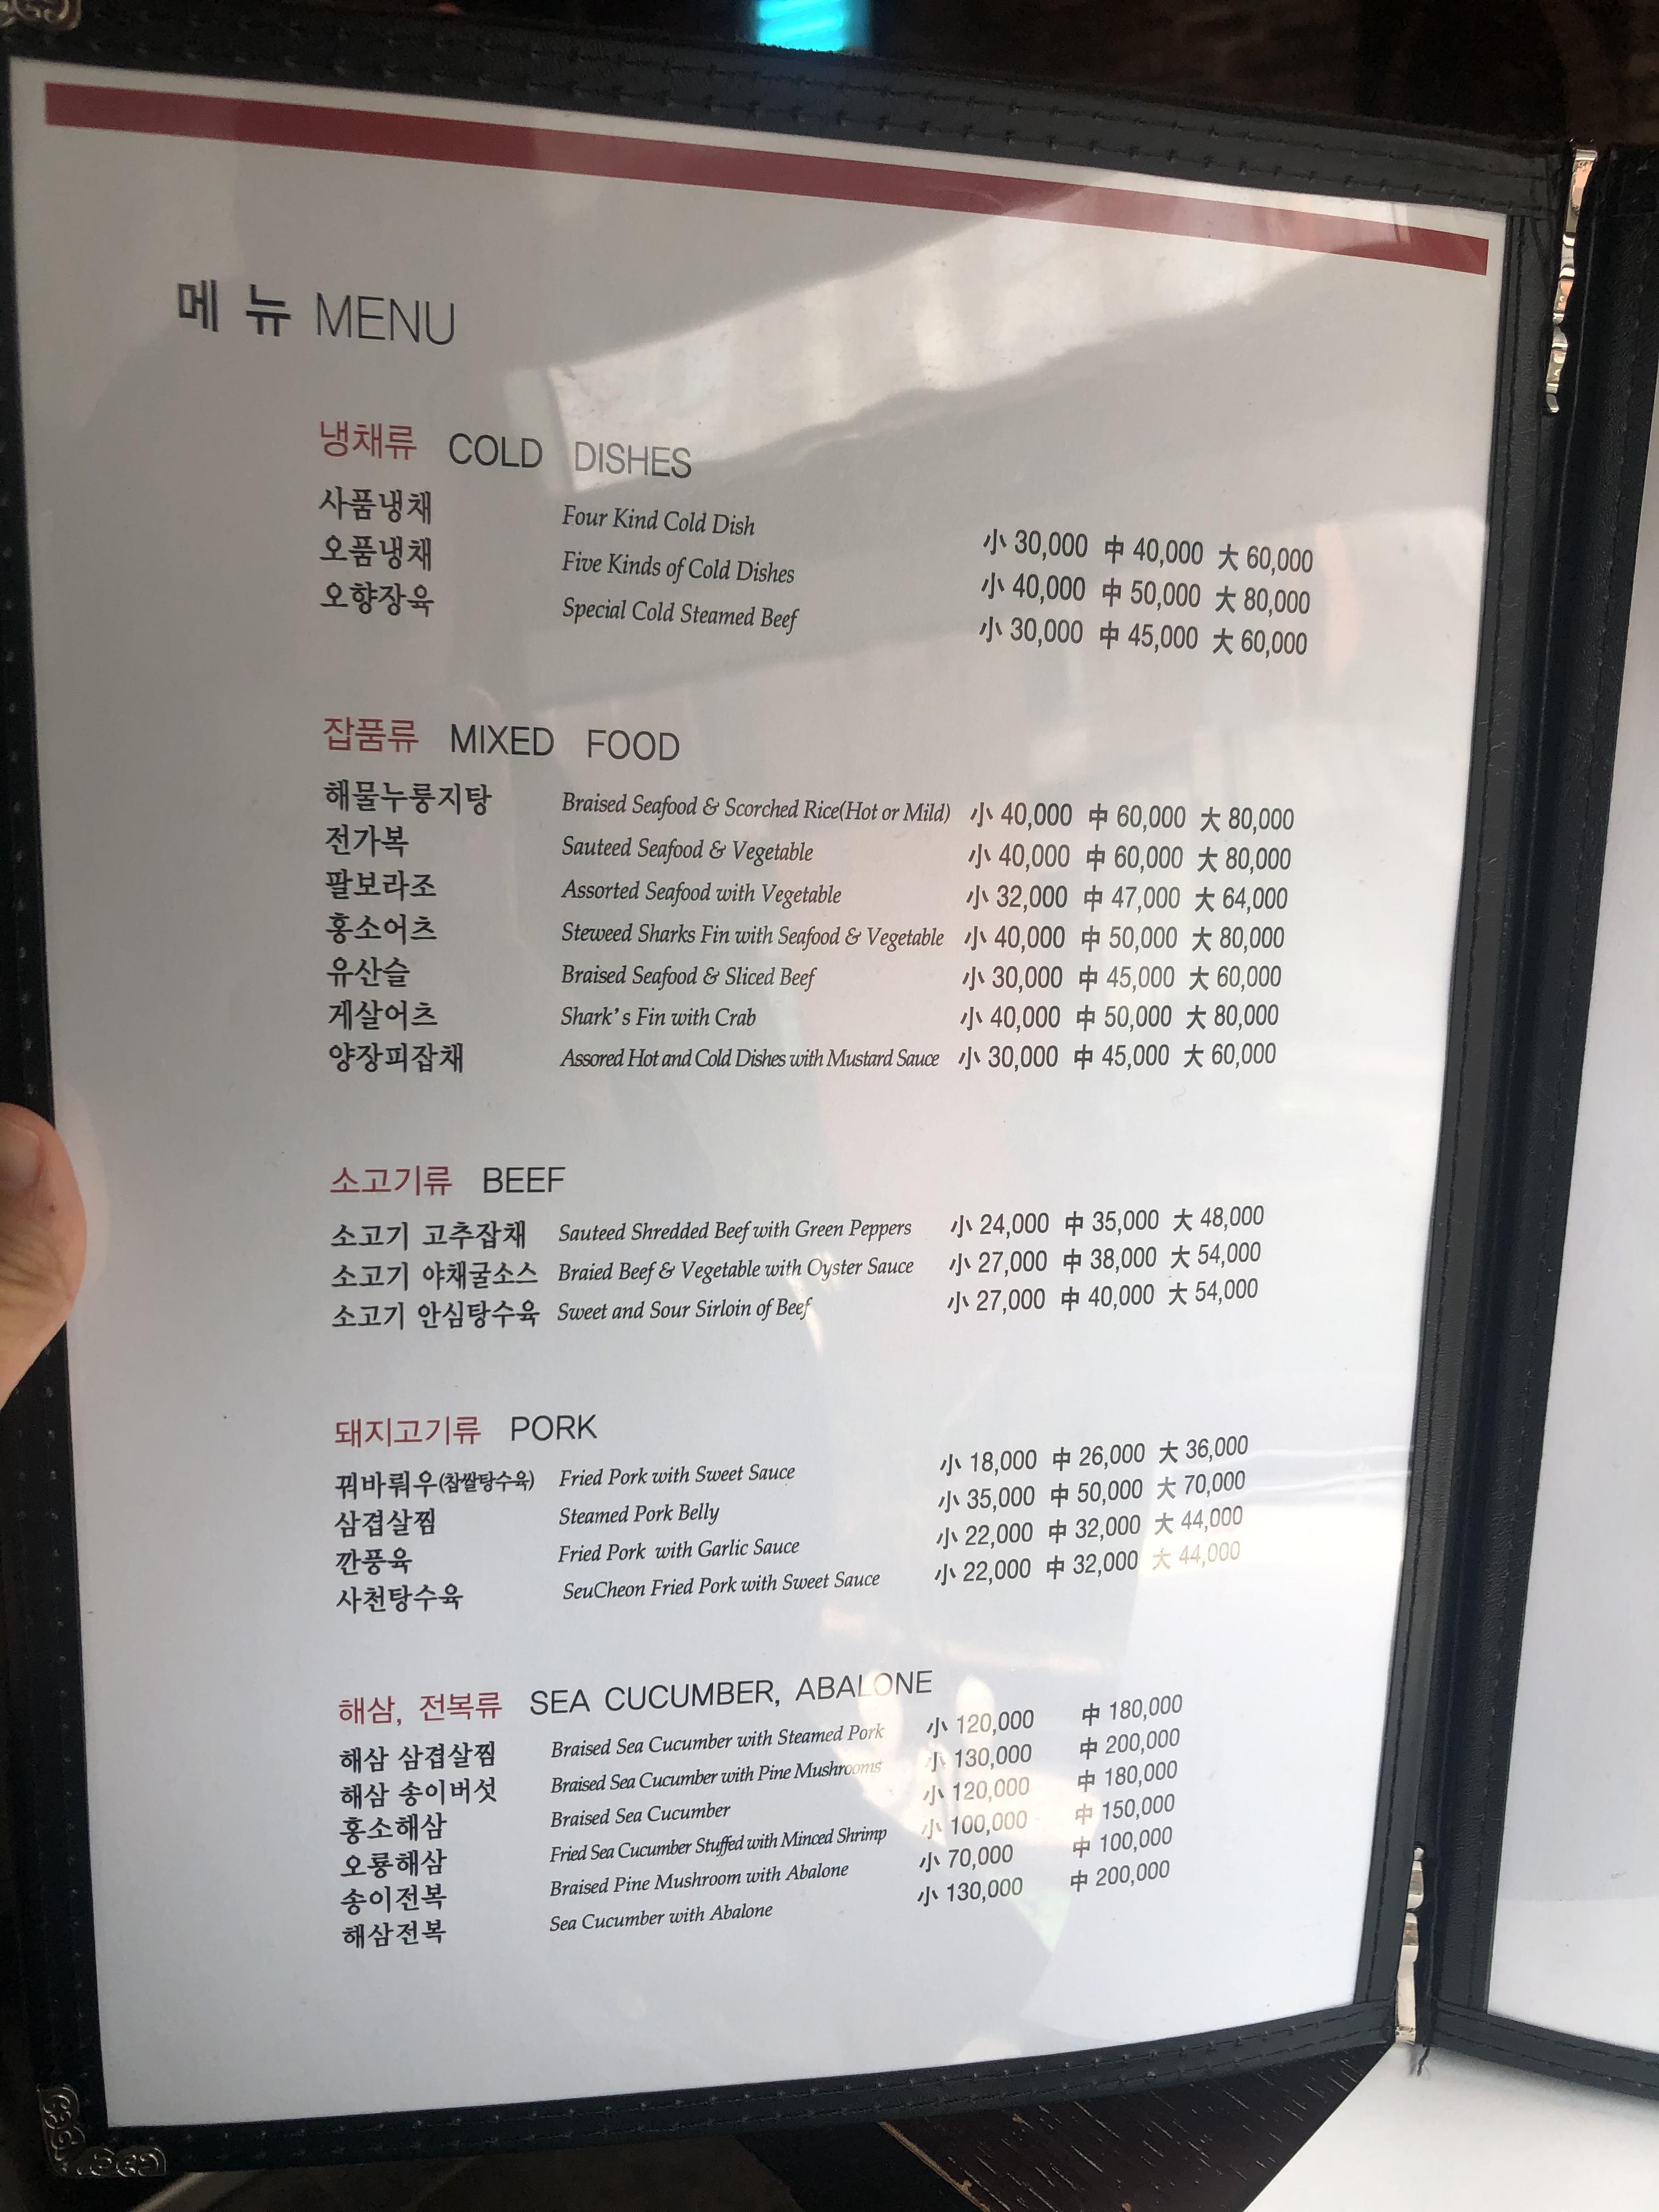 메뉴 MENU
냉채류 COLD DISHES
사품냉채 Four Kind Cold Dish 小 30,000 中 40,000 大 60,000
오품냉채 Five Kinds of Cold Dishes 小 40,000 中 50,000 大 80,000
오향장육 Special Cold Steamed Beef 小 30,000 中 45,000 大 60,000
잡품류 MIXED FOOD
해물누룽지탕 Braised Seafood & Scorched Rice(Hot or Mild) 小 40,000 中 60,000 大 80,000
전가복 Sauteed Seafood & Vegetable 小 40,000 中 60,000 大 80,000
팔보라조 Assorted Seafood with Vegetable 小 32,000 中 47,000 大 64,000
홍소어츠 Steweed Sharks Fin with Seafood & Vegetable 小 40,000 中 50,000 大 80,000
유산슬 Braised Seafood & Sliced Beef 小 30,000 中 45,000 大 60,000
게살어츠 Shark's Fin with Crab 小 40,000 中 50,000 大 80,000
양장피잡채 Assored Hot and Cold Dishes with Mustard Sauce 小 30,000 中 45,000 大 60,000
소고기류 BEEF
소고기 고추잡채 Sauteed Shredded Beef with Green Peppers 小 24,000 中 35,000 大 48,000
소고기 야채굴소스 Braied Beef & Vegetable with Oyster Sauce 小 27,000 中 38,000 大 54,000
소고기 안심탕수육 Sweet and Sour Sirloin of Beef 小 27,000 中 40,000 大 54,000
돼지고기류 PORK
꿔바뤄우(찹쌀탕수육) Fried Pork with Sweet Sauce 小 18,000 中 26,000 大 36,000
삼겹살찜 Steamed Pork Belly 小 35,000 中 50,000 大 70,000
깐풍육 Fried Pork with Garlic Sauce 小 22,000 中 32,000 大 44,000
사천탕수육 SeuCheon Fried Pork with Sweet Sauce 小 22,000 中 32,000 大 44,000
해삼, 전복류 SEA CUCUMBER, ABALONE
해삼 삼겹살찜 Braised Sea Cucumber with Steamed Pork 小 120,000 中 180,000
해삼 송이버섯 Braised Sea Cucumber with Pine Mushrooms 小 130,000 中 200,000
홍소해삼 Braised Sea Cucumber 小 120,000 中 180,000
오룡해삼 Fried Sea Cucumber Stuffed with Minced Shrimp 小 100,000 中 150,000
송이전복 Braised Pine Mushroom with Abalone 小 70,000 中 100,000
해삼전복 Sea Cucumber with Abalone 小 130,000 中 200,000